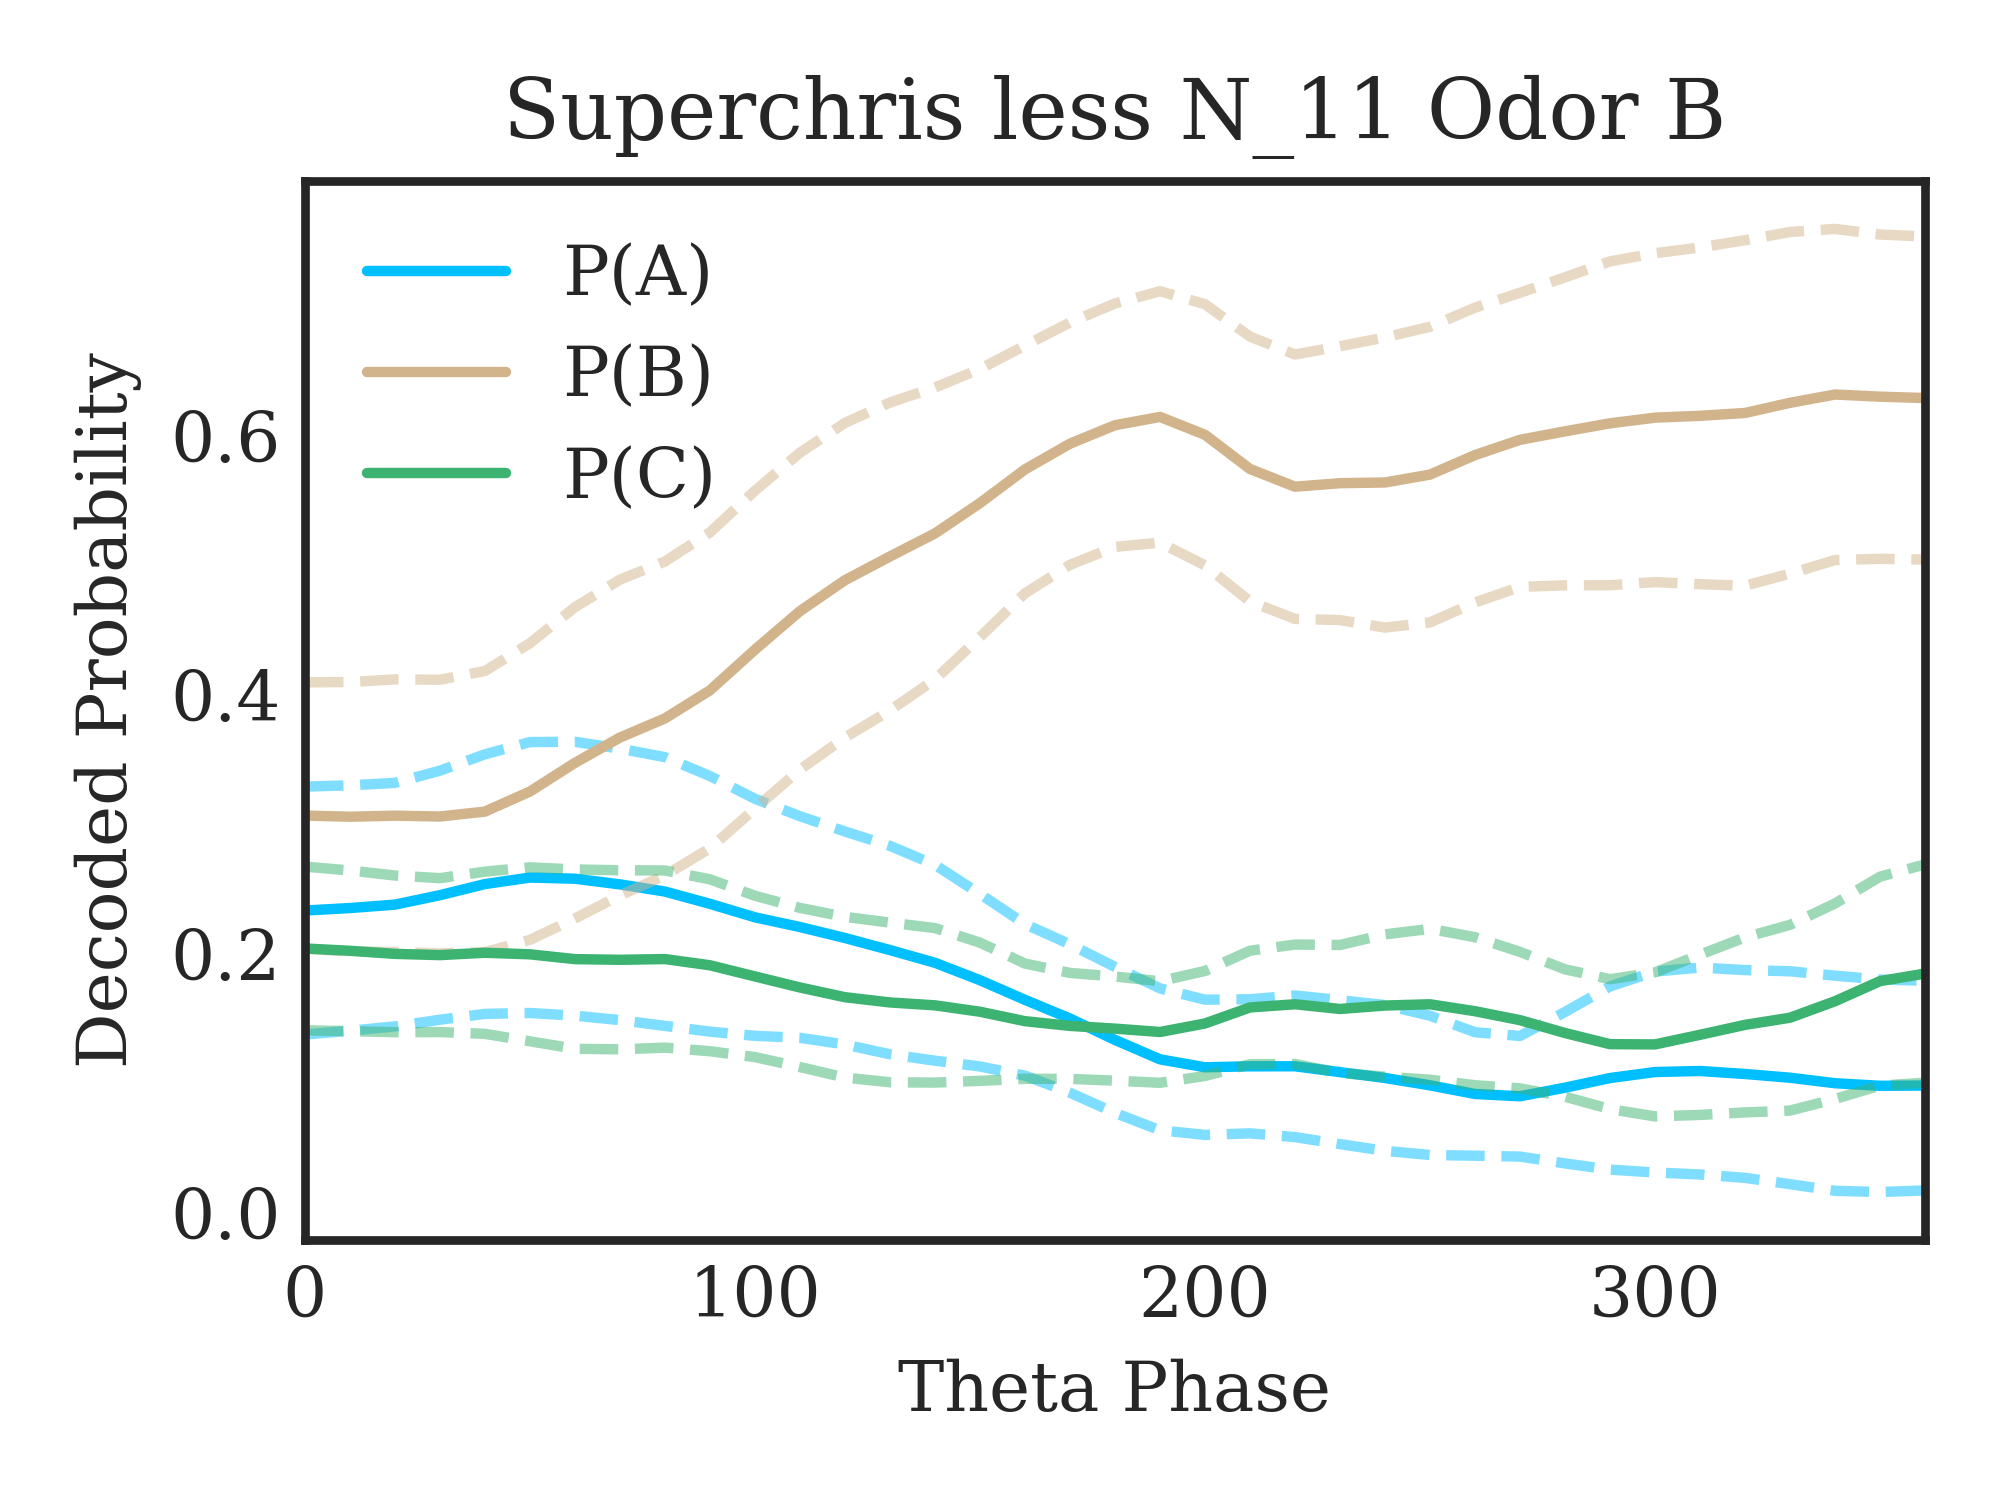 Superchris less N_11 Odor B
P(A)
P(B)
P(C)
Decoded Probability
0.6
0.4
0.2
0.0
0 100 200 300
Theta Phase